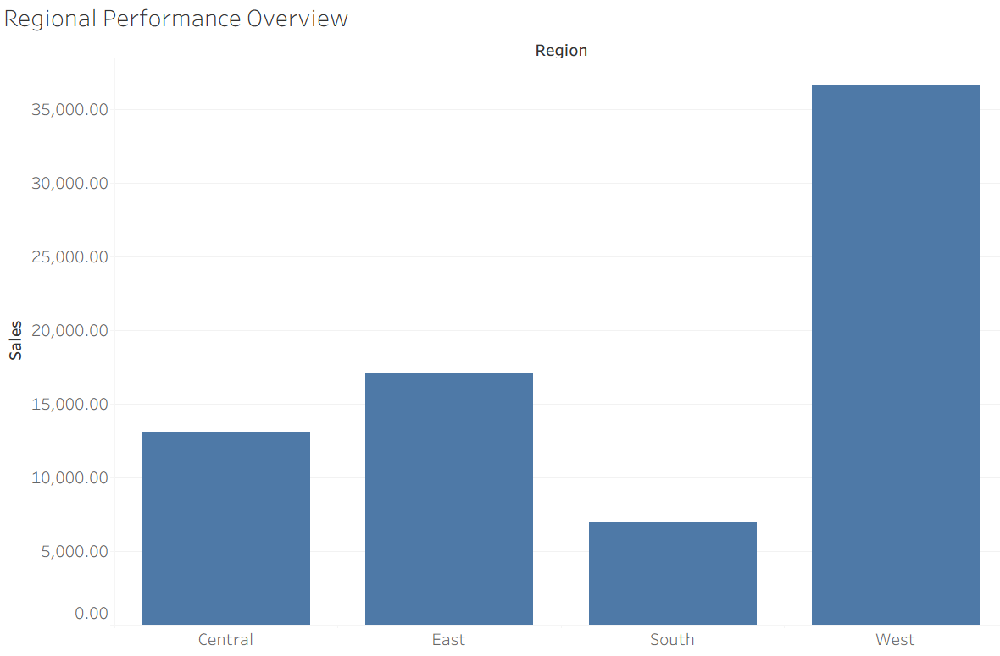 Regional Performance Overview
Region
35,000.00
30,000.00
25,000.00
20,000.00
15,000.00
10,000.00
5,000.00
0.00
Sales
Central
East
South
West